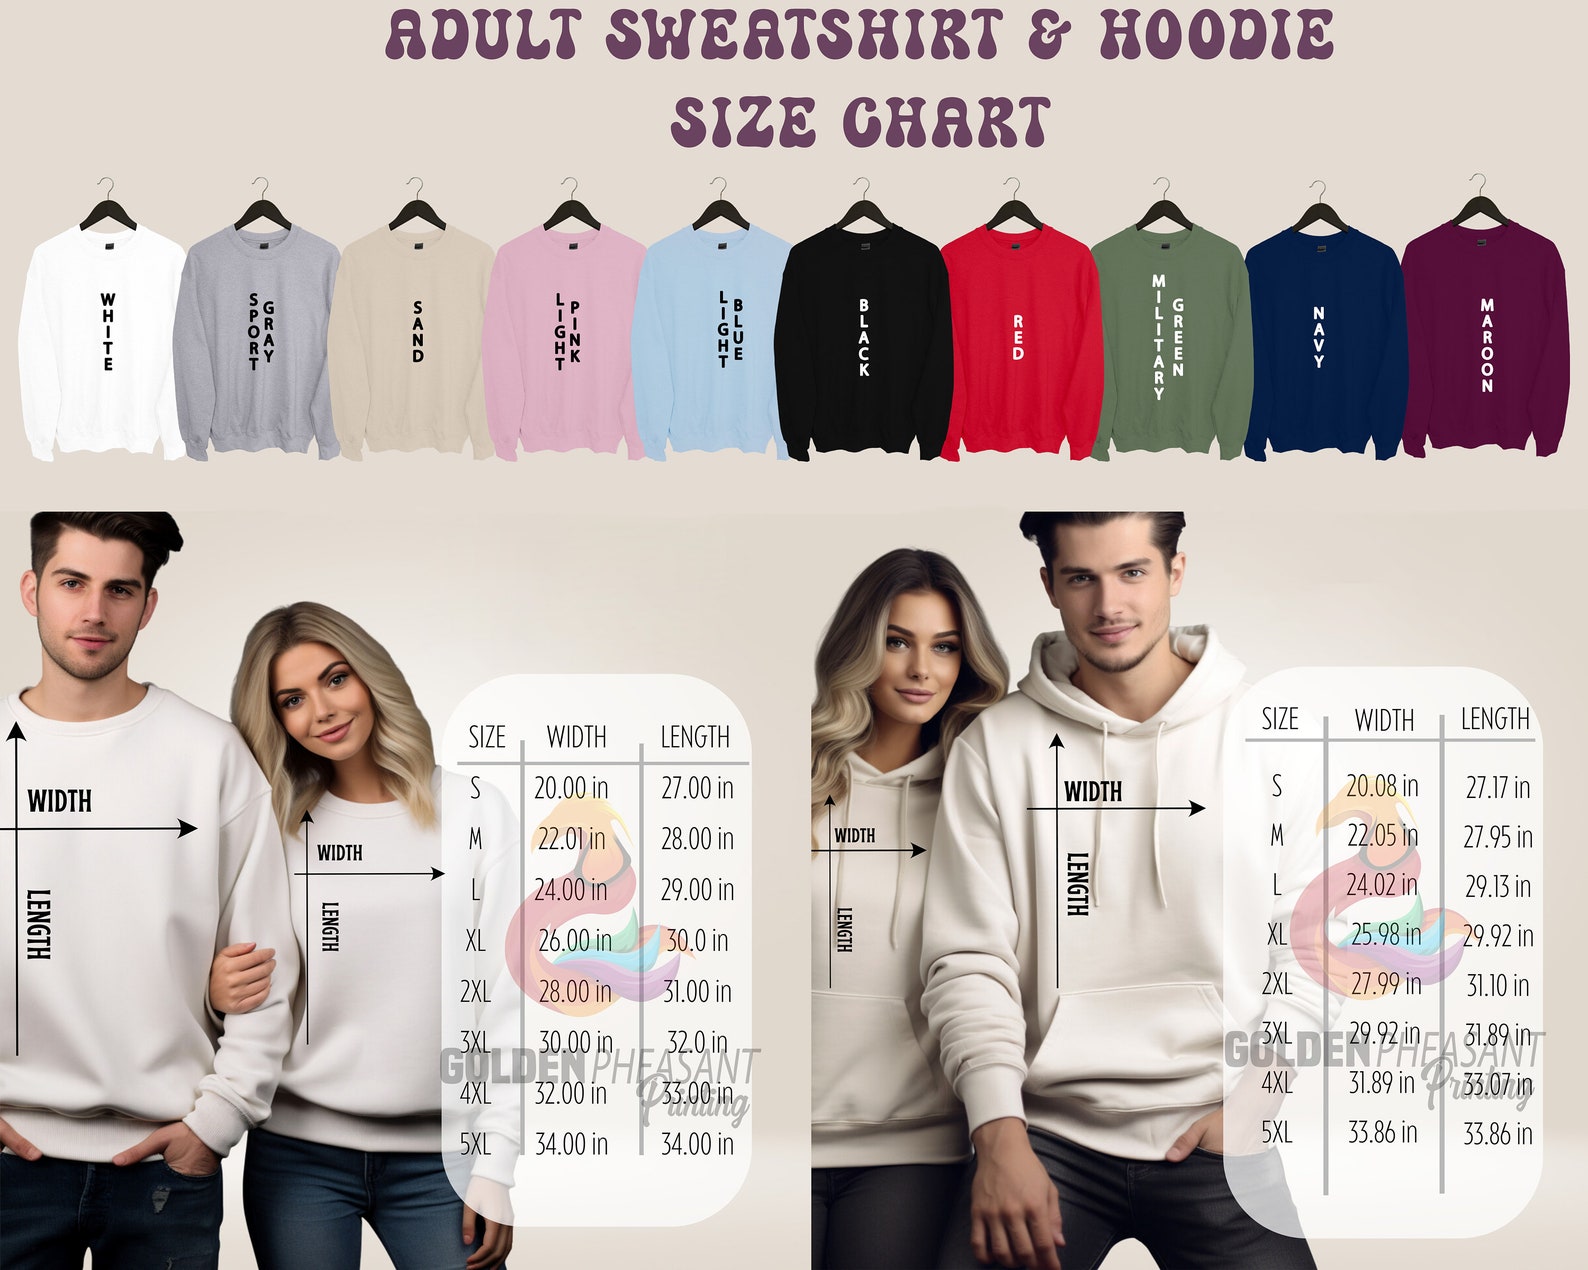 ADULT SWEATSHIRT & HOODIE
SIZE CHART
WHITE
SPORT GRAY
SAND
LIGHT PINK
LIGHT BLUE
BLACK
RED
MILITARY GREEN
NAVY
MAROON
WIDTH
LENGTH
WIDTH
LENGTH
SIZE WIDTH LENGTH
S 20.00 in 27.00 in
M 22.01 in 28.00 in
L 24.00 in 29.00 in
XL 26.00 in 30.0 in
2XL 28.00 in 31.00 in
3XL 30.00 in 32.0 in
4XL 32.00 in 33.00 in
5XL 34.00 in 34.00 in
GOLDEN PHEASANT
Printing
WIDTH
LENGTH
WIDTH
LENGTH
SIZE WIDTH LENGTH
S 20.08 in 27.17 in
M 22.05 in 27.95 in
L 24.02 in 29.13 in
XL 25.98 in 29.92 in
2XL 27.99 in 31.10 in
3XL 29.92 in 31.89 in
4XL 31.89 in 33.07 in
5XL 33.86 in 33.86 in
GOLDEN PHEASANT
Printing